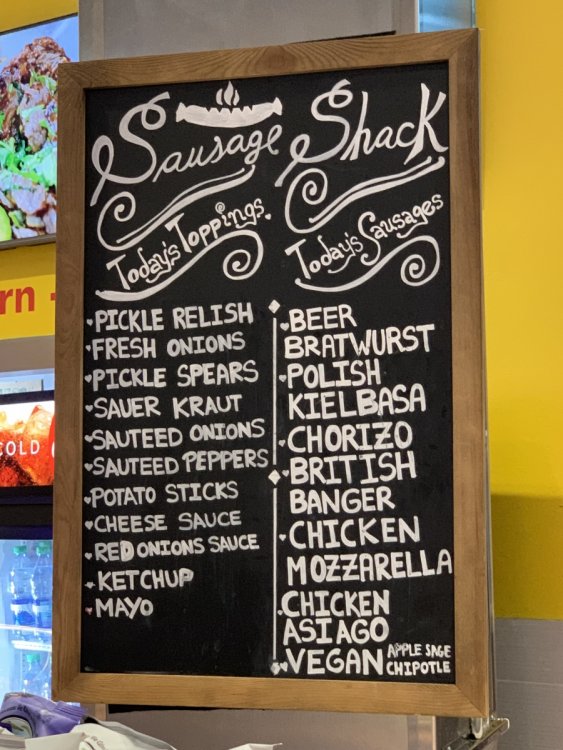 Sausage Shack
Today's Toppings
PICKLE RELISH
FRESH ONIONS
PICKLE SPEARS
SAUER KRAUT
SAUTEED ONIONS
SAUTEED PEPPERS
POTATO STICKS
CHEESE SAUCE
RED ONIONS SAUCE
KETCHUP
MAYO
Today's Sausages
BEER
BRATWURST
POLISH
KIELBASA
CHORIZO
BRITISH
BANGER
CHICKEN
MOZZARELLA
CHICKEN
ASIAGO
VEGAN APPLE SAGE
CHIPOTLE
rn
COLD